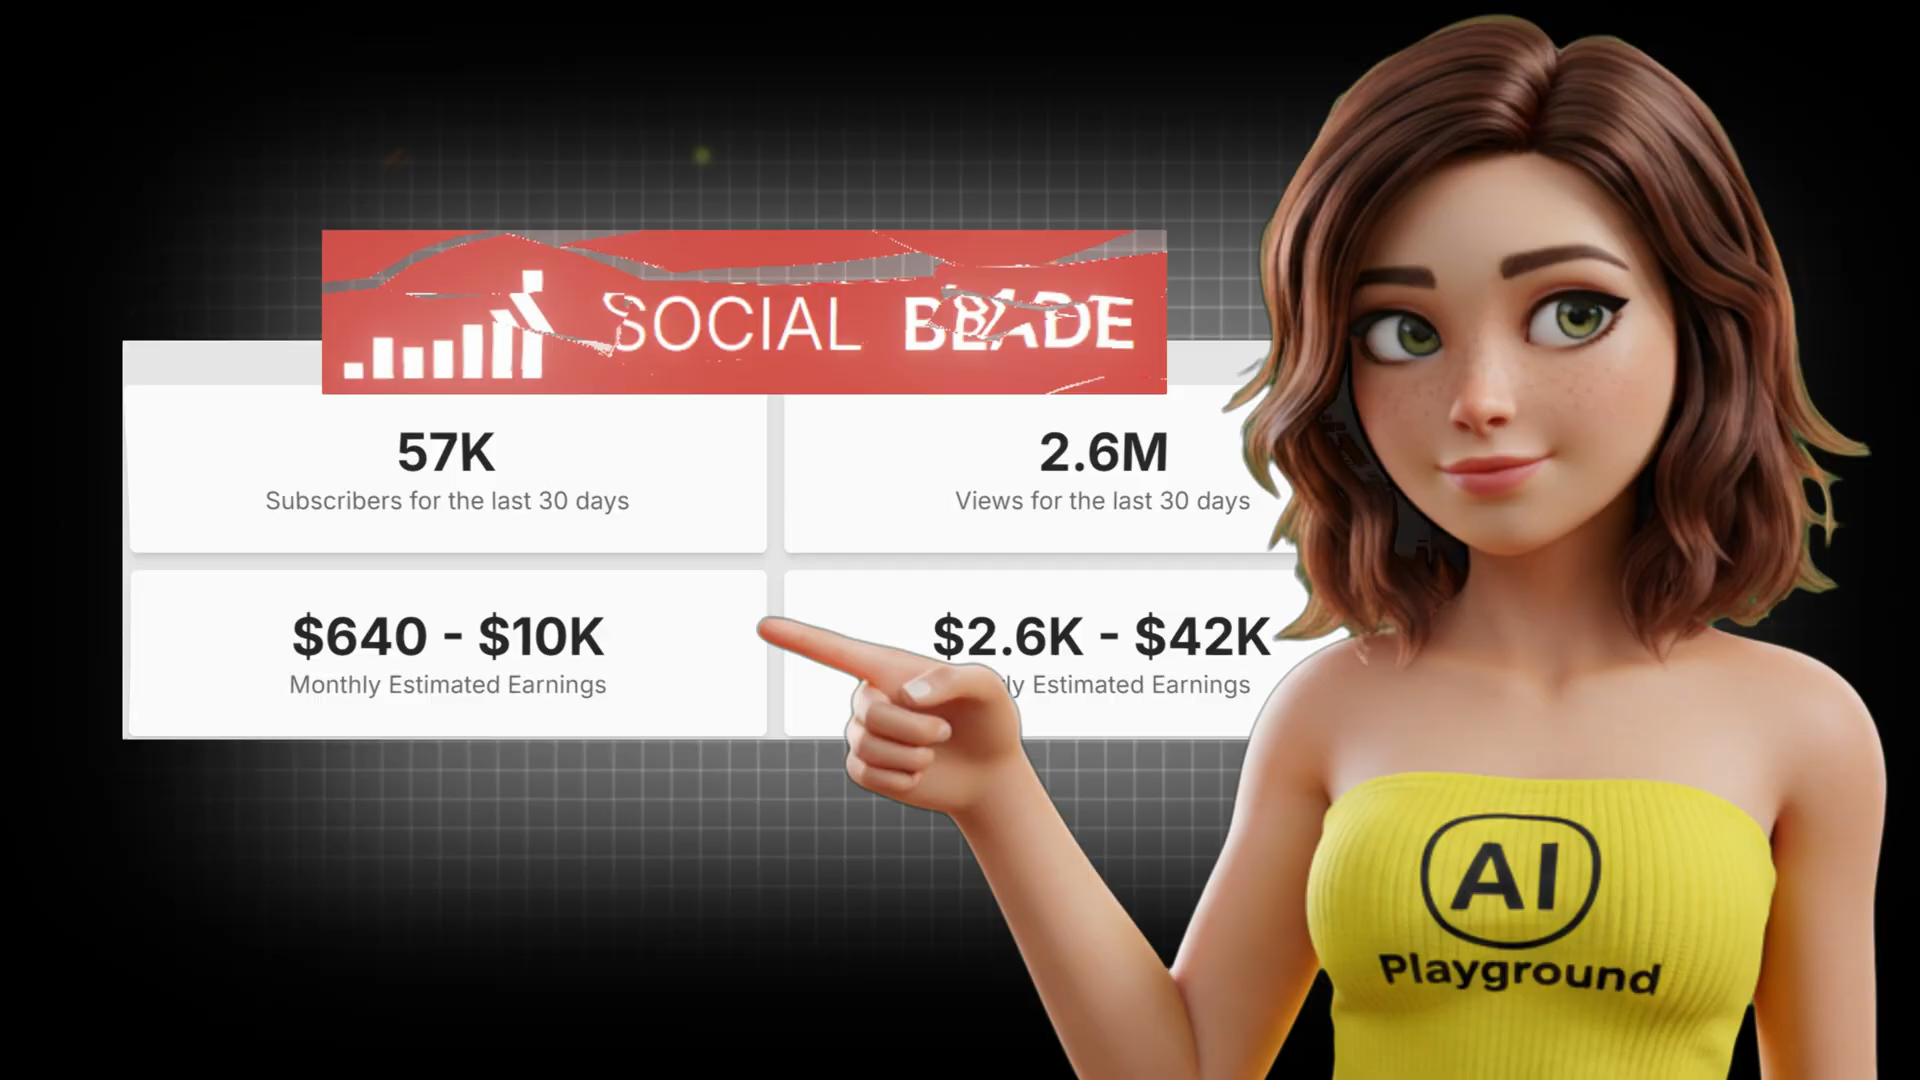 SOCIAL BLADE
57K
Subscribers for the last 30 days
2.6M
Views for the last 30 days
$640 - $10K
Monthly Estimated Earnings
$2.6K - $42K
ly Estimated Earnings
AI
Playground